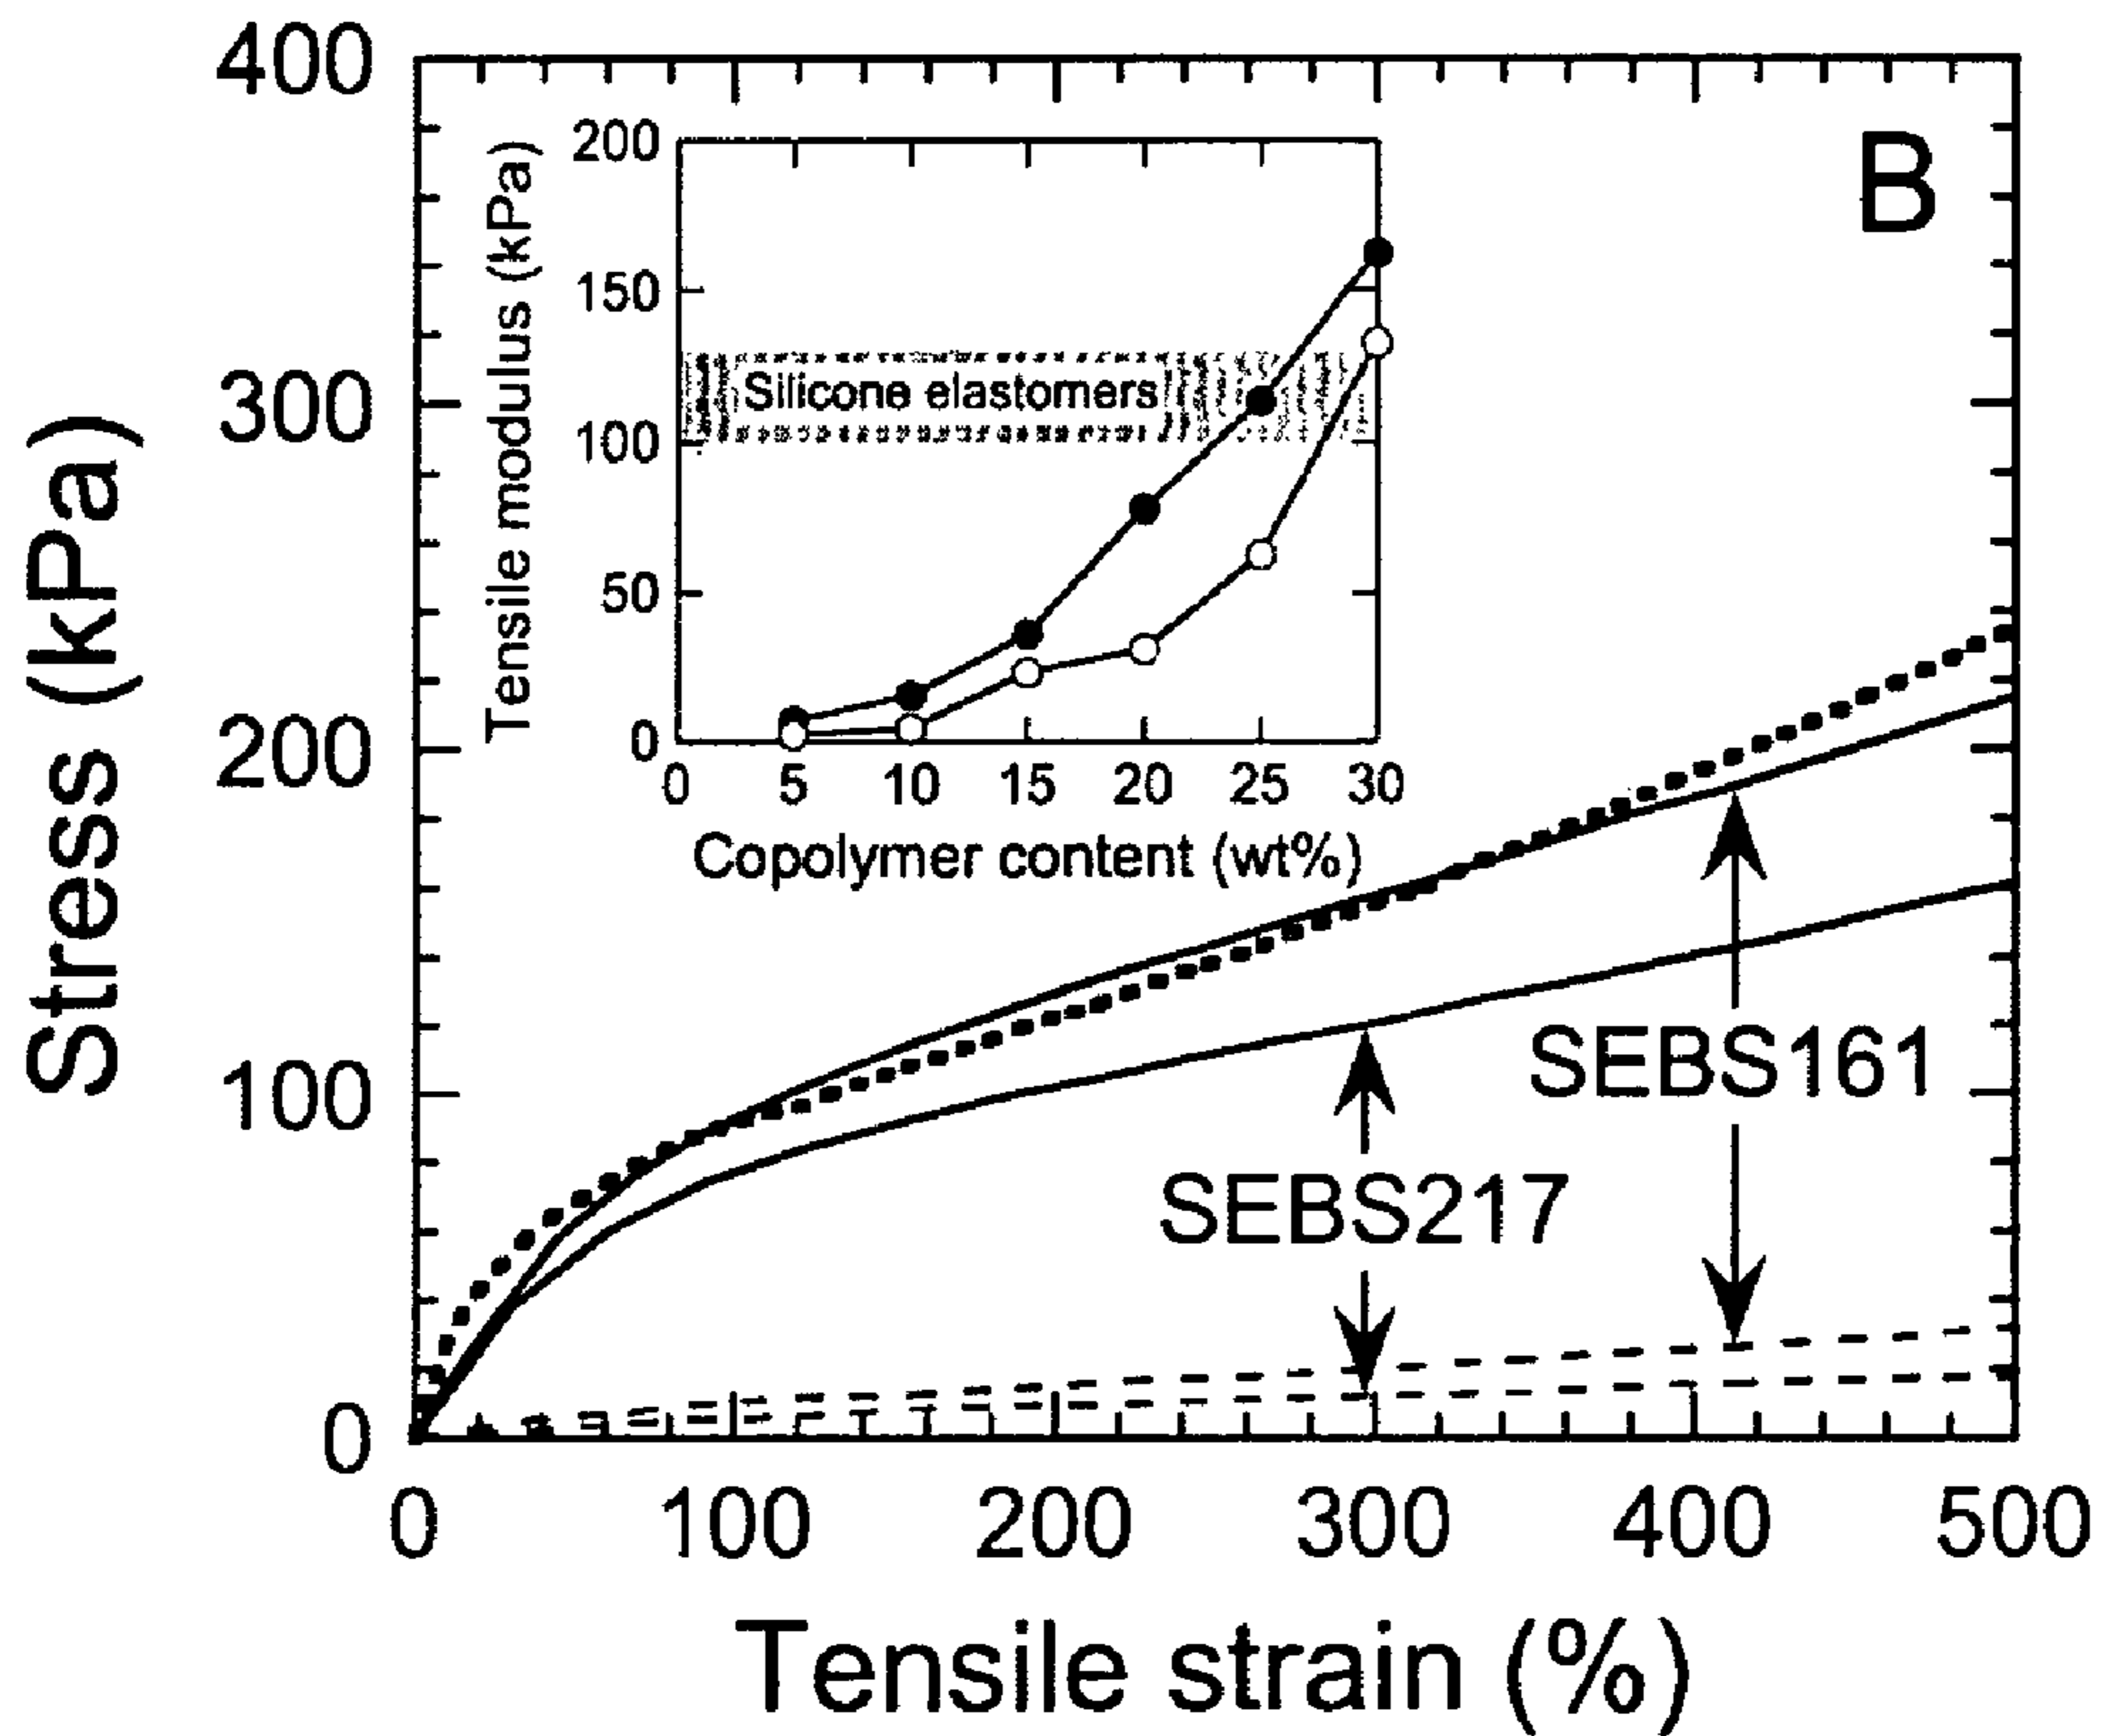 B
Stress (kPa)
400
300
200
100
0
Tensile modulus (kPa)
200
150
100
50
0
Silicone elastomers
0 5 10 15 20 25 30
Copolymer content (wt%)
SEBS161
SEBS217
0 100 200 300 400 500
Tensile strain (%)